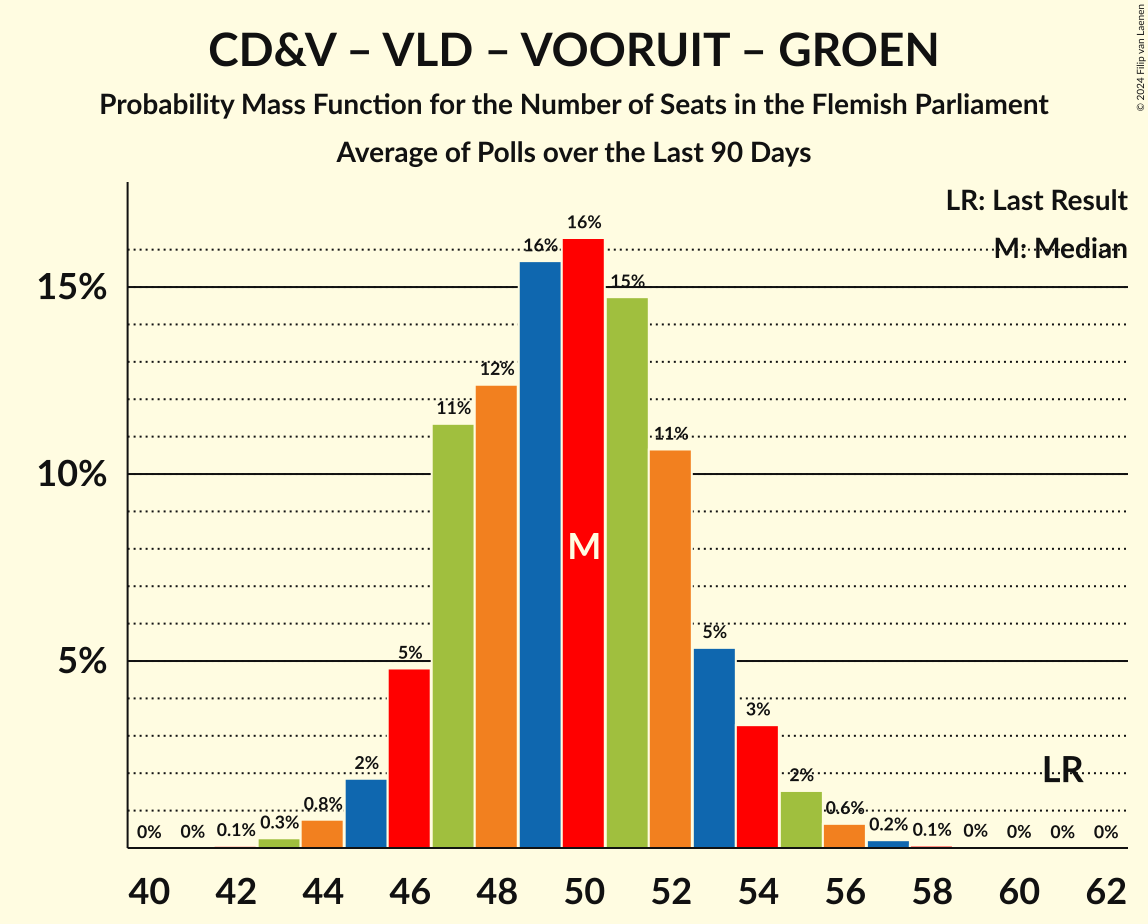 CD&V – VLD – VOORUIT – GROEN
Probability Mass Function for the Number of Seats in the Flemish Parliament
Average of Polls over the Last 90 Days
© 2024 Filip van Laenen
LR: Last Result
M: Median
15%
10%
5%
0%
0%
0.1%
0.3%
0.8%
2%
5%
11%
12%
16%
16%
15%
11%
5%
3%
2%
0.6%
0.2%
0.1%
0%
0%
0%
0%
M
LR
40 42 44 46 48 50 52 54 56 58 60 62